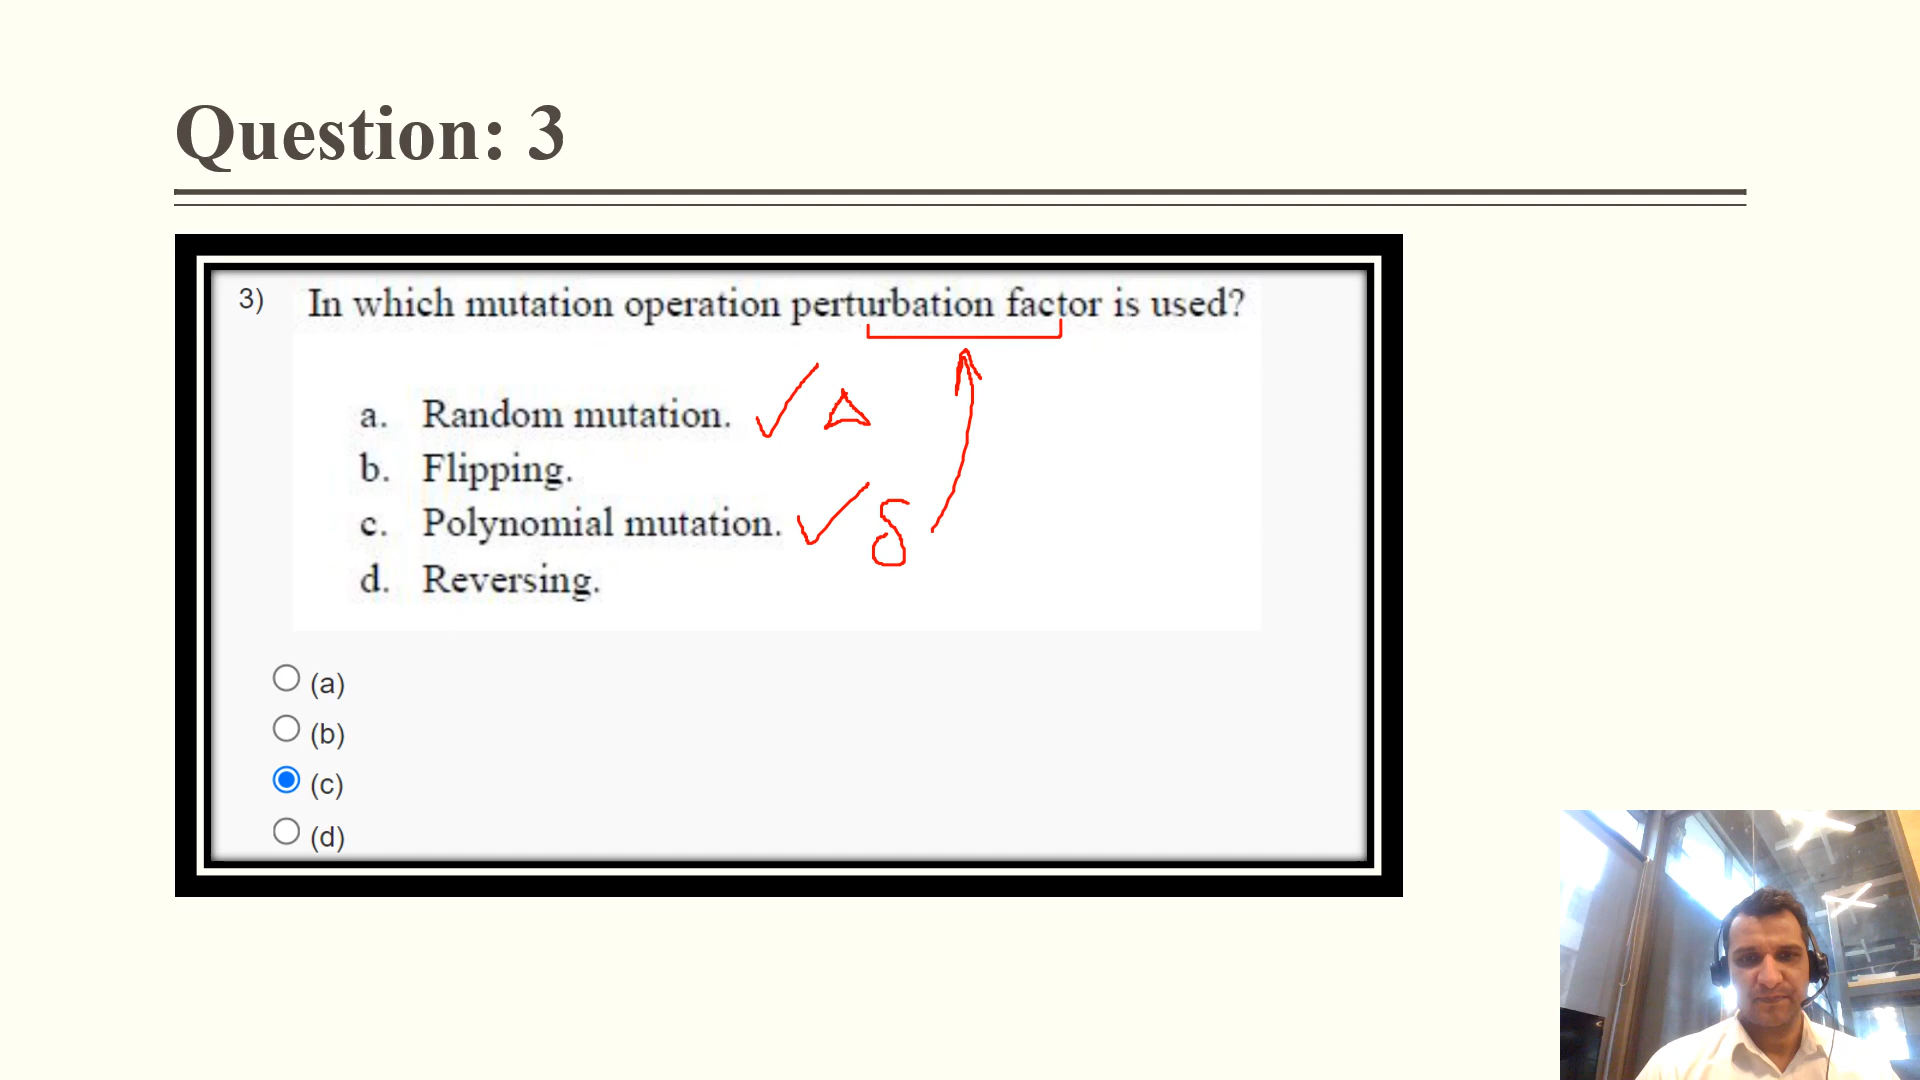 Question: 3
3) In which mutation operation perturbation factor is used?
a. Random mutation. Δ
b. Flipping.
c. Polynomial mutation. δ
d. Reversing.
(a)
(b)
(c)
(d)